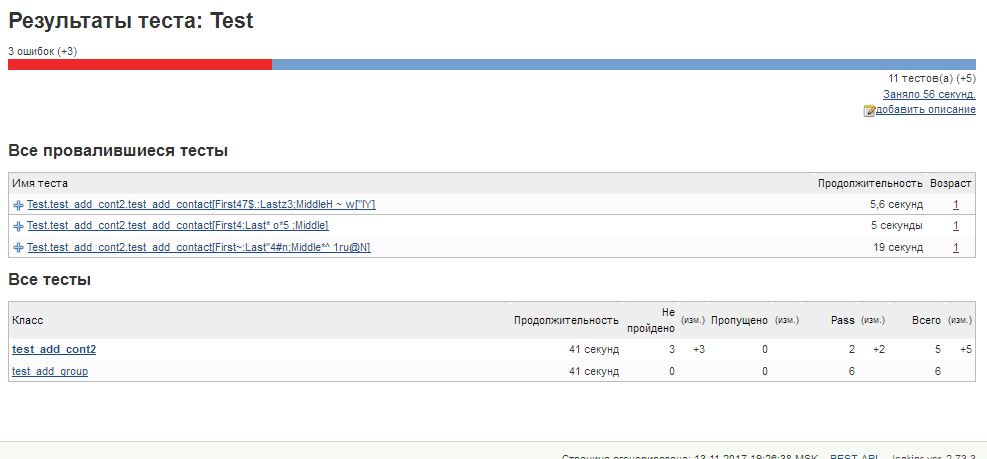 Результаты теста: Test
3 ошибок (+3)
11 тестов(а) (+5)
Заняло 56 секунд.
добавить описание
Все провалившиеся тесты
Имя теста Продолжительность Возраст
Test.test_add_cont2.test_add_contact[First47$.:Lastz3;MiddleH ~ w["!Y] 5,6 секунд 1
Test.test_add_cont2.test_add_contact[First4:Last* o*5 ;Middle] 5 секунды 1
Test.test_add_cont2.test_add_contact[First~:Last"4#n;Middle*^ 1ru@N] 19 секунд 1
Все тесты
Класс Продолжительность Не пройдено (изм.) Пропущено (изм.) Pass (изм.) Всего (изм.)
test_add_cont2 41 секунд 3 +3 0 2 +2 5 +5
test_add_group 41 секунд 0 0 6 6
Страница сгенерирована: 13.11.2017 19:26:38 MSK REST API Jenkins ver. 2.73.3